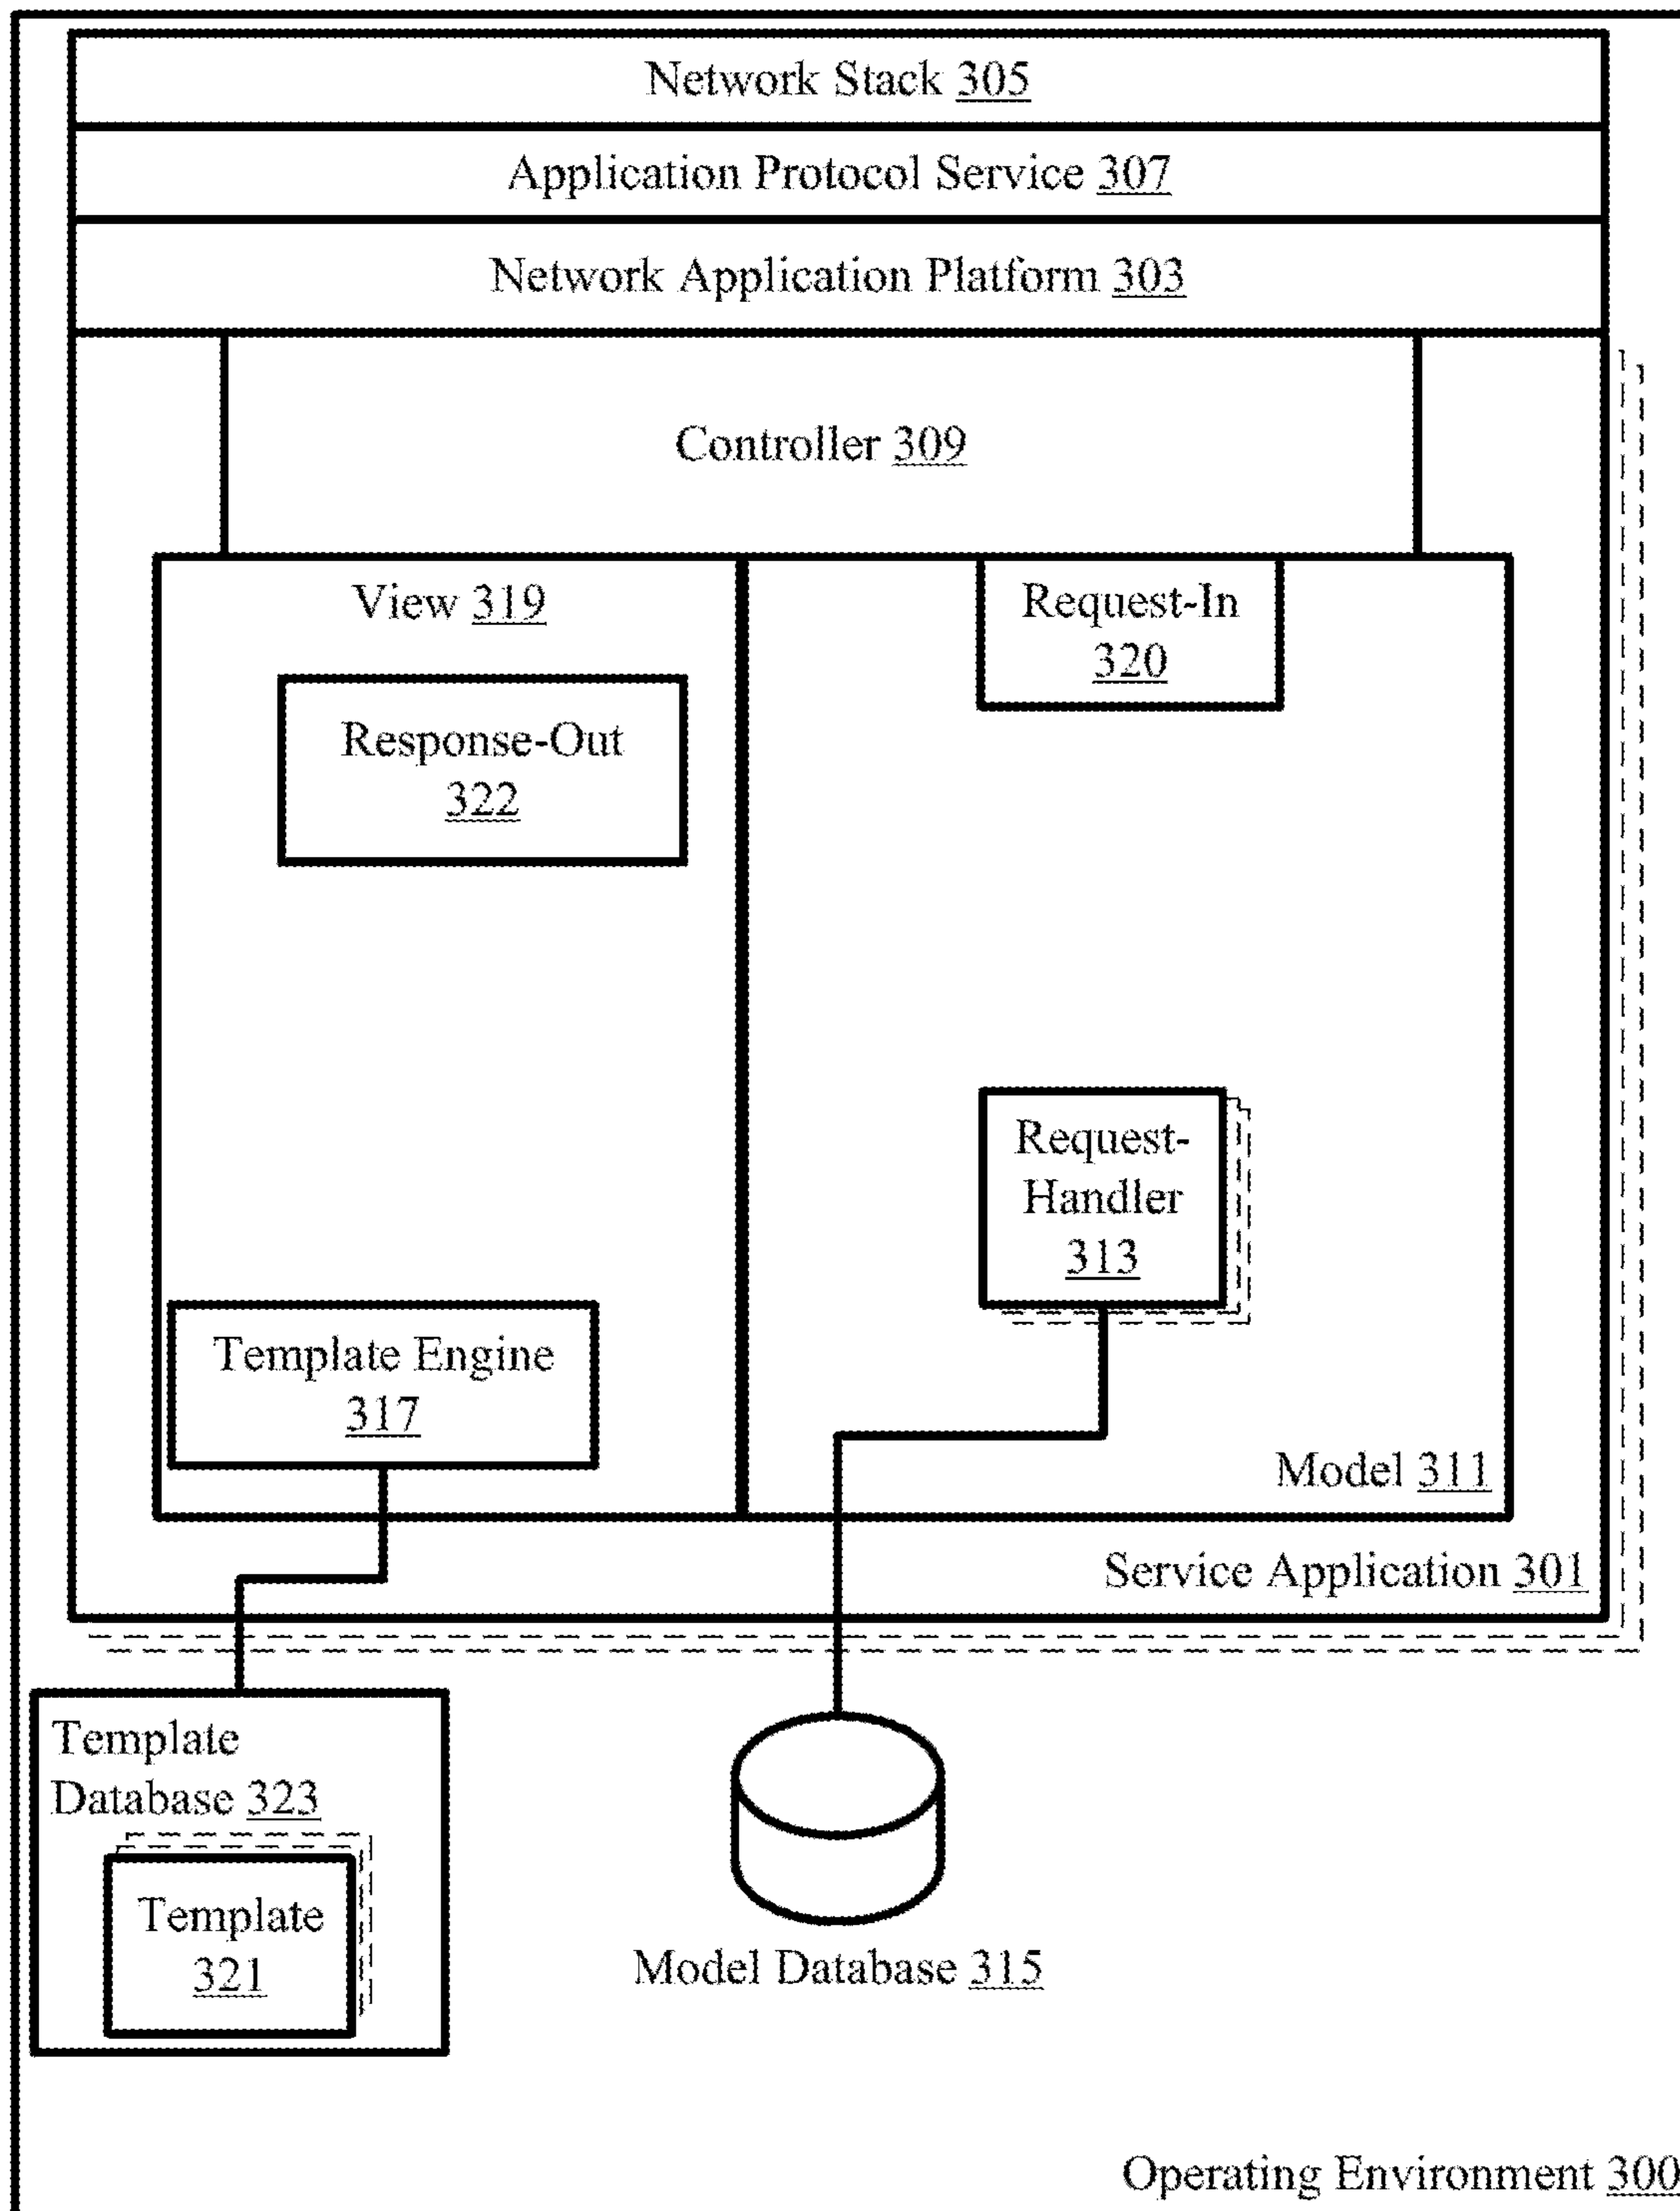 Network Stack 305
Application Protocol Service 307
Network Application Platform 303
Controller 309
View 319
Response-Out
322
Request-In
320
Request-
Handler
313
Template Engine
317
Model 311
Service Application 301
Template
Database 323
Template
321
Model Database 315
Operating Environment 300